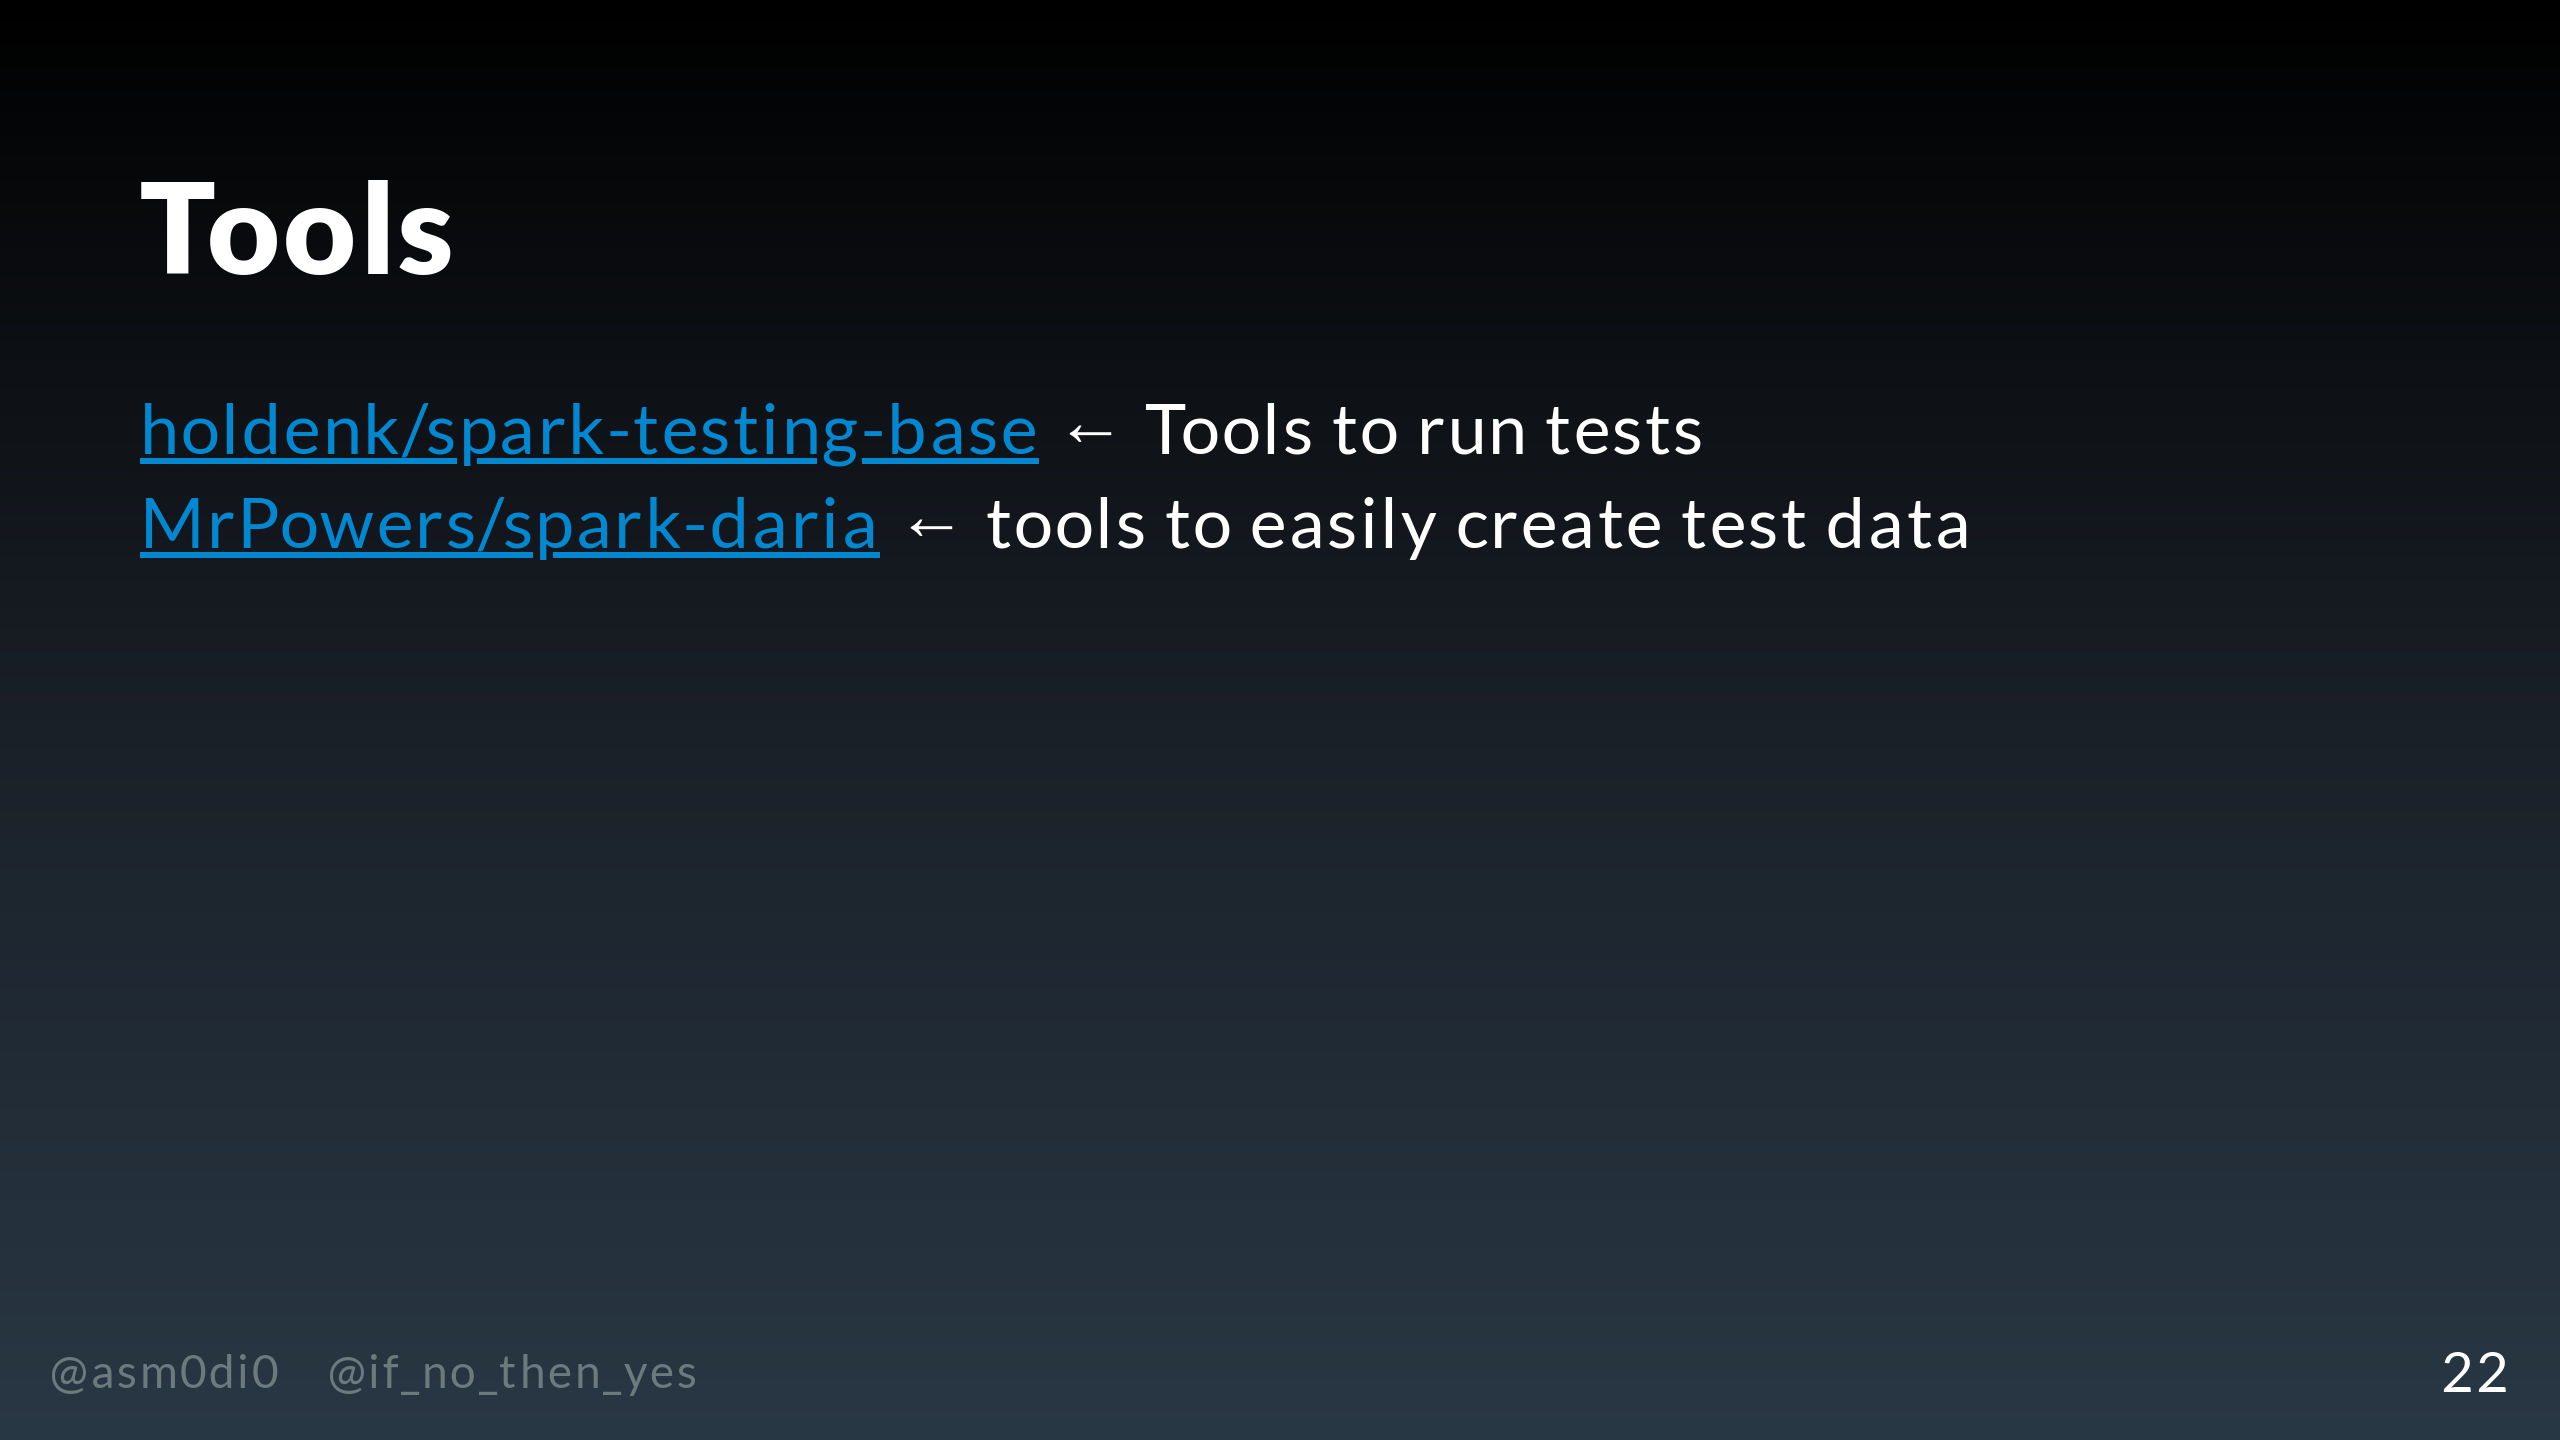 Tools
holdenk/spark-testing-base ← Tools to run tests
MrPowers/spark-daria ← tools to easily create test data
@asm0di0 @if_no_then_yes
22